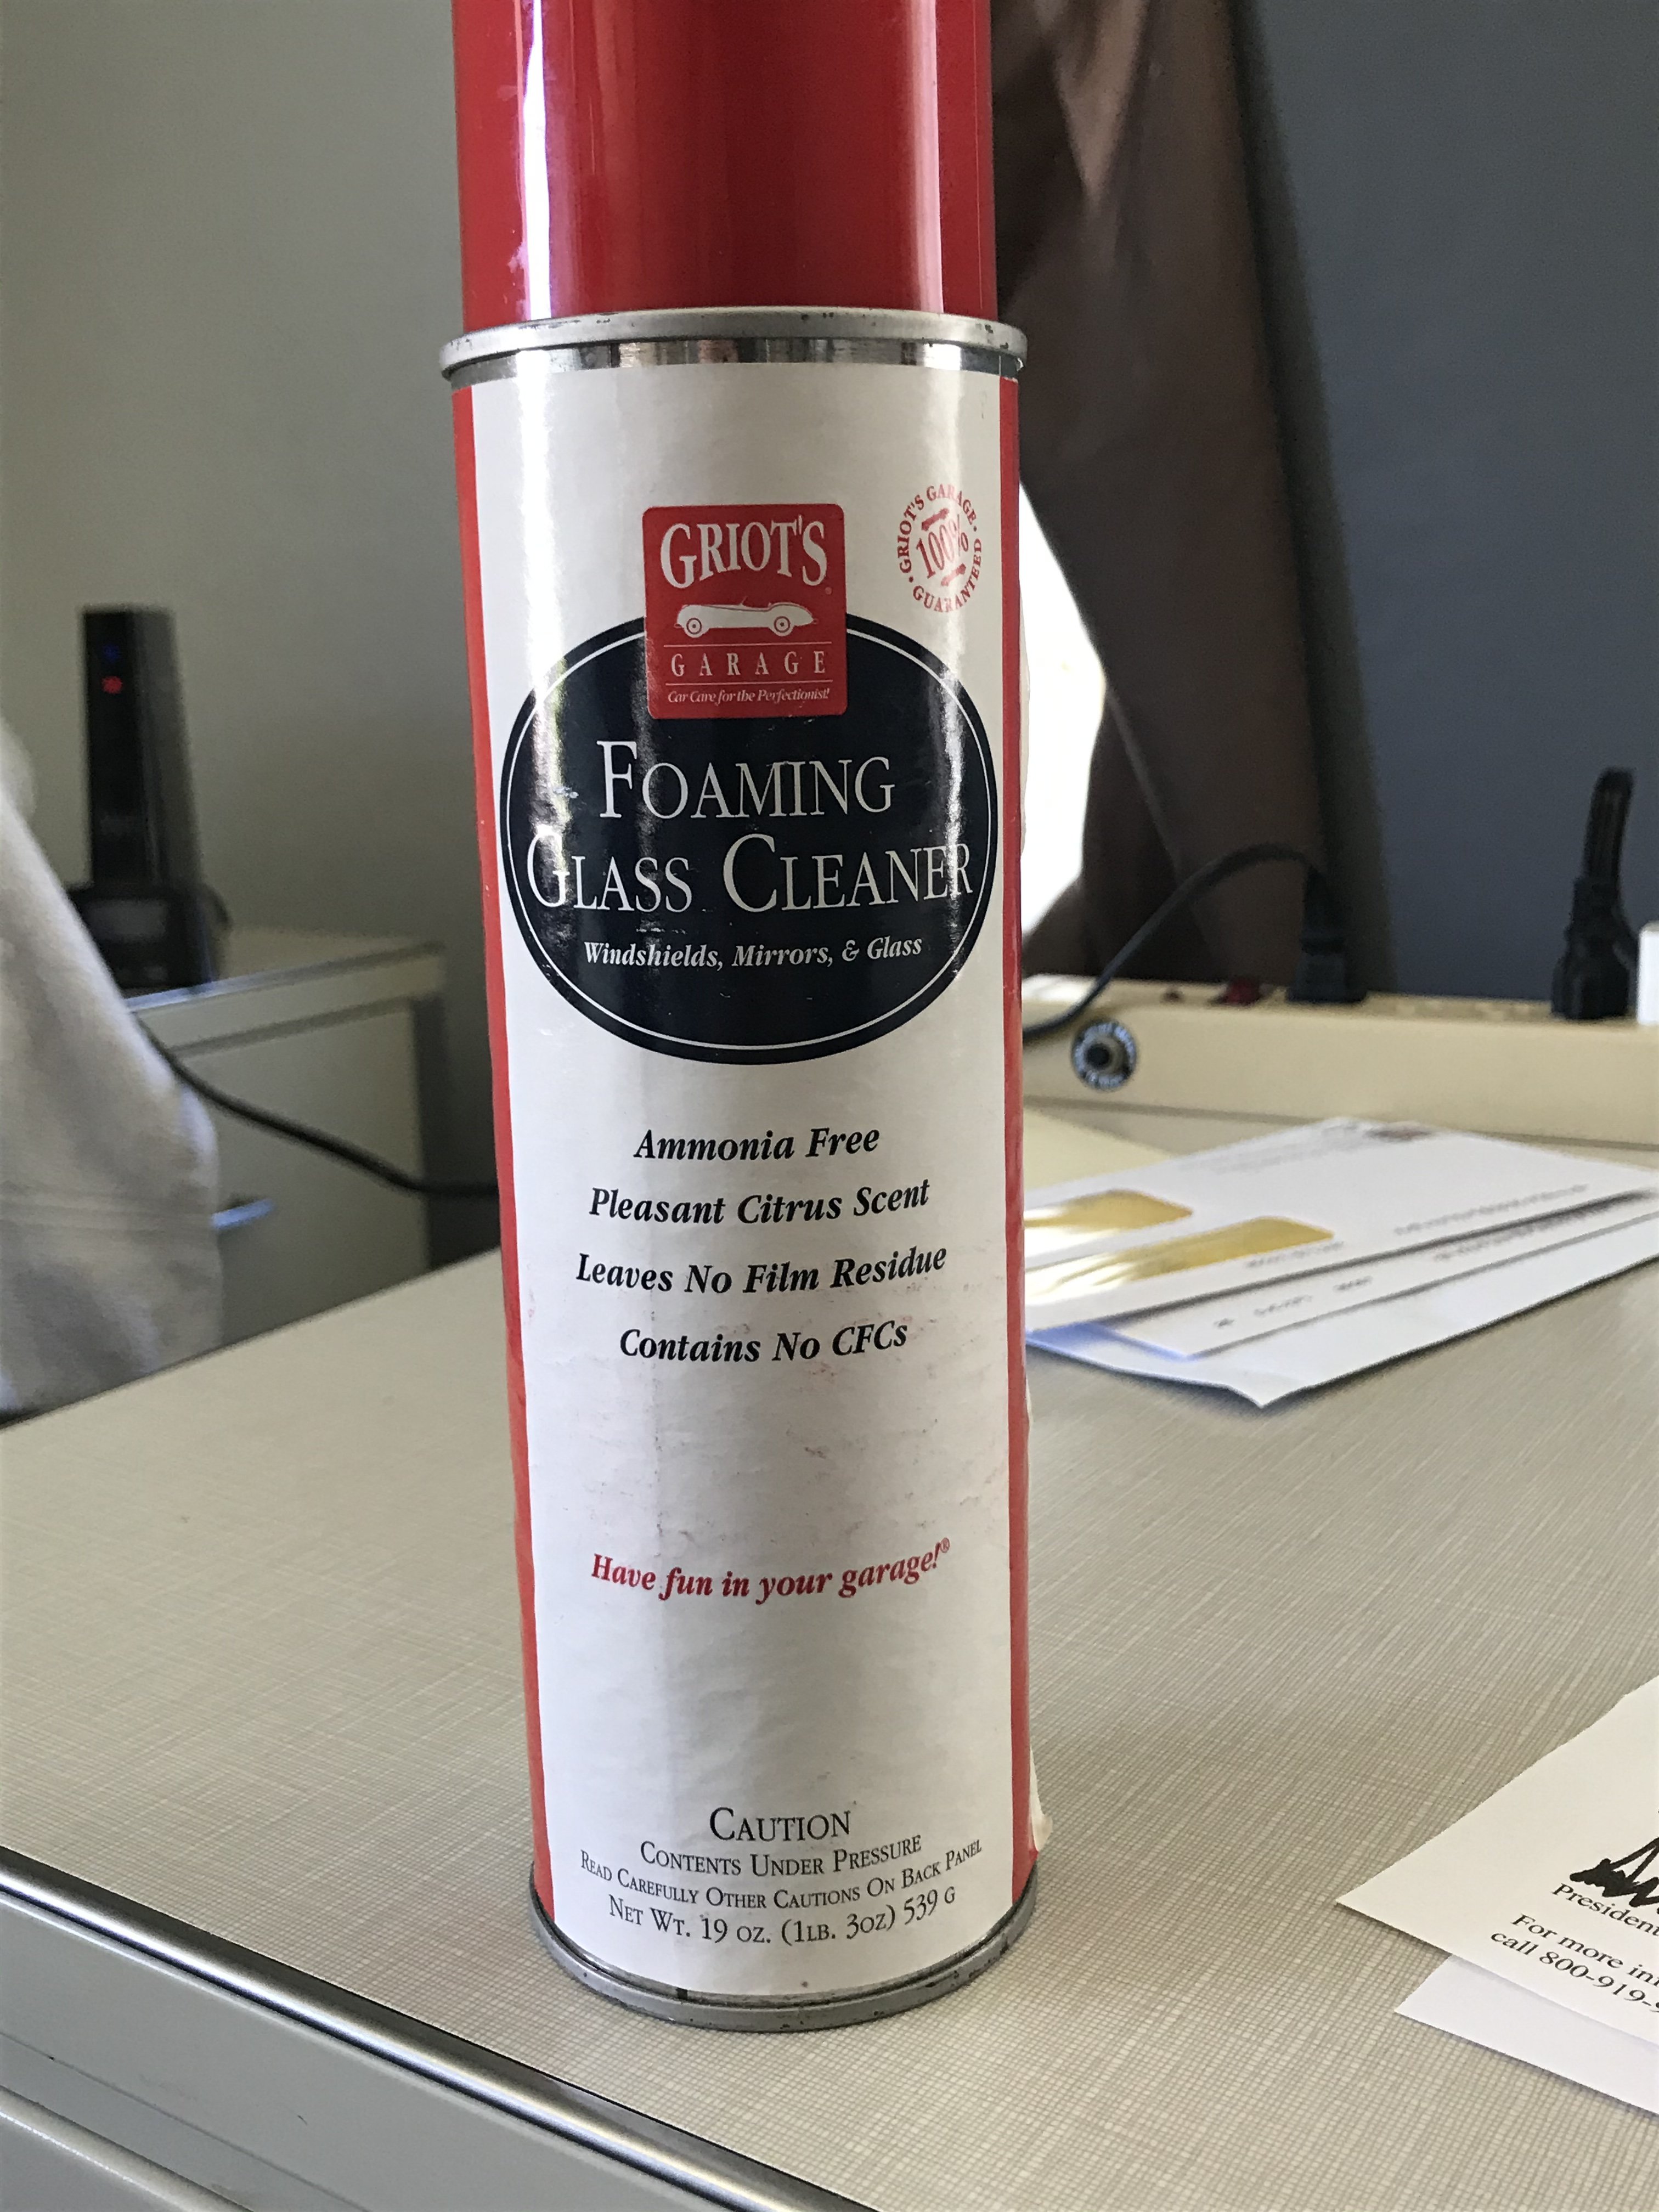 GRIOT'S
GARAGE
Car Care for the Perfectionist!
GRIOT'S GARAGE
100%
GUARANTEED
FOAMING
GLASS CLEANER
Windshields, Mirrors, & Glass
Ammonia Free
Pleasant Citrus Scent
Leaves No Film Residue
Contains No CFCs
Have fun in your garage!®
CAUTION
CONTENTS UNDER PRESSURE
READ CAREFULLY OTHER CAUTIONS ON BACK PANEL
NET WT. 19 OZ. (1LB. 3OZ) 539 G
President
For more
call 800-919-